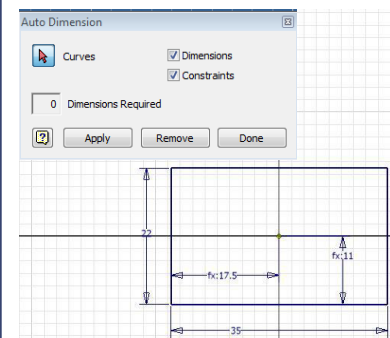 Auto Dimension
Curves
Dimensions
Constraints
0 Dimensions Required
Apply Remove Done
22
fx:11
fx:17.5
35